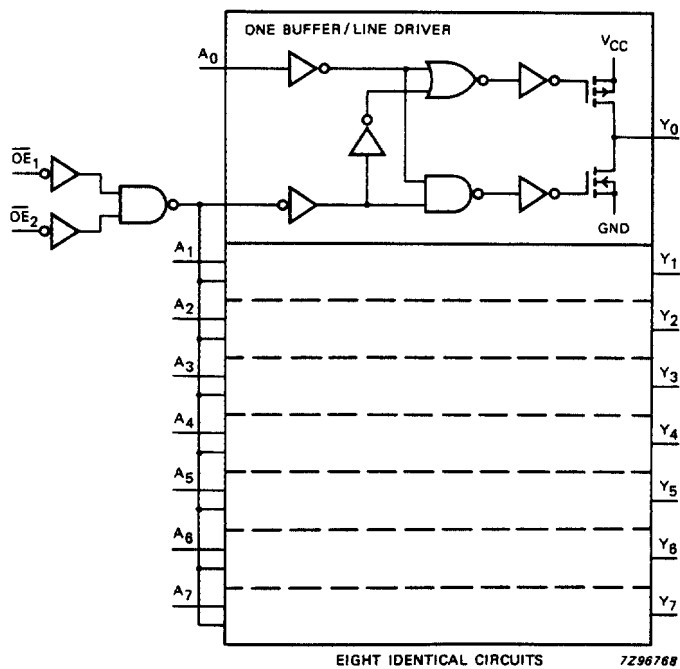 ONE BUFFER/LINE DRIVER
A0
VCC
Y0
OE1
OE2
GND
A1
Y1
A2
Y2
A3
Y3
A4
Y4
A5
Y5
A6
Y6
A7
Y7
EIGHT IDENTICAL CIRCUITS
7Z96768